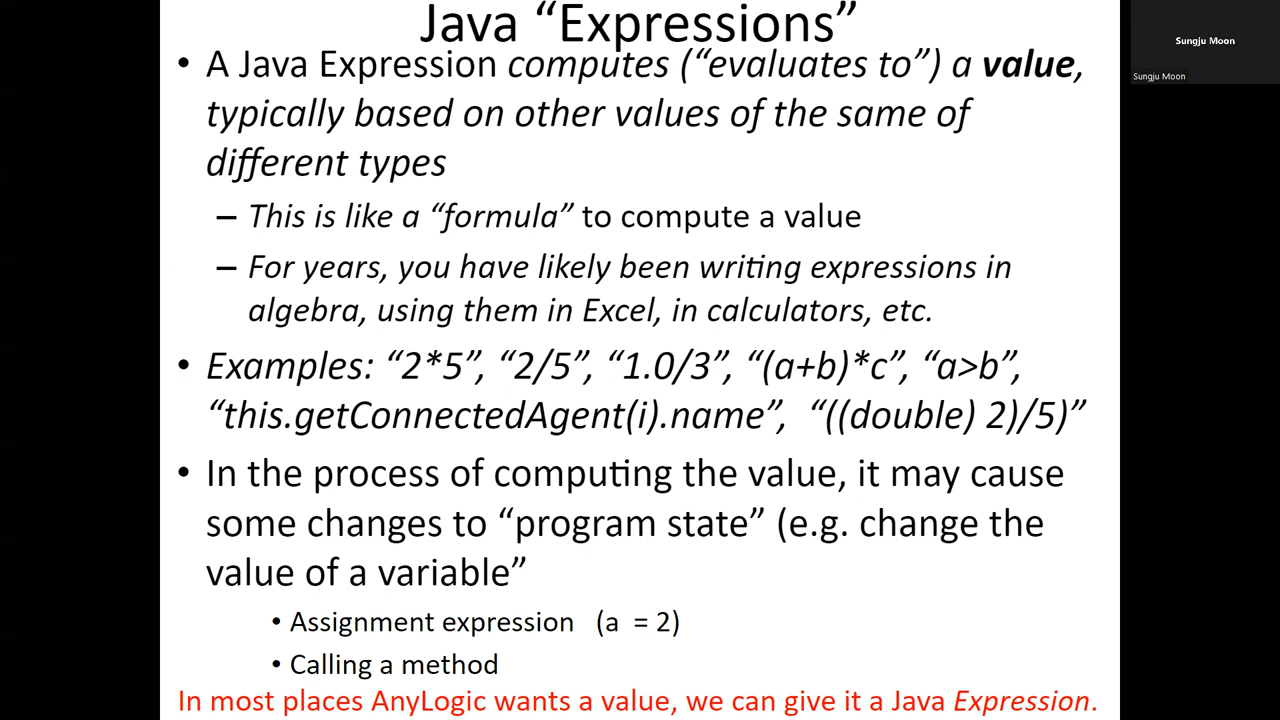 Java “Expressions”
• A Java Expression computes (“evaluates to”) a value,
typically based on other values of the same of
different types
– This is like a “formula” to compute a value
– For years, you have likely been writing expressions in
algebra, using them in Excel, in calculators, etc.
• Examples: “2*5”, “2/5”, “1.0/3”, “(a+b)*c”, “a>b”,
“this.getConnectedAgent(i).name”, “((double) 2)/5)”
• In the process of computing the value, it may cause
some changes to “program state” (e.g. change the
value of a variable”
• Assignment expression (a = 2)
• Calling a method
In most places AnyLogic wants a value, we can give it a Java Expression.
Sungju Moon
Sungju Moon